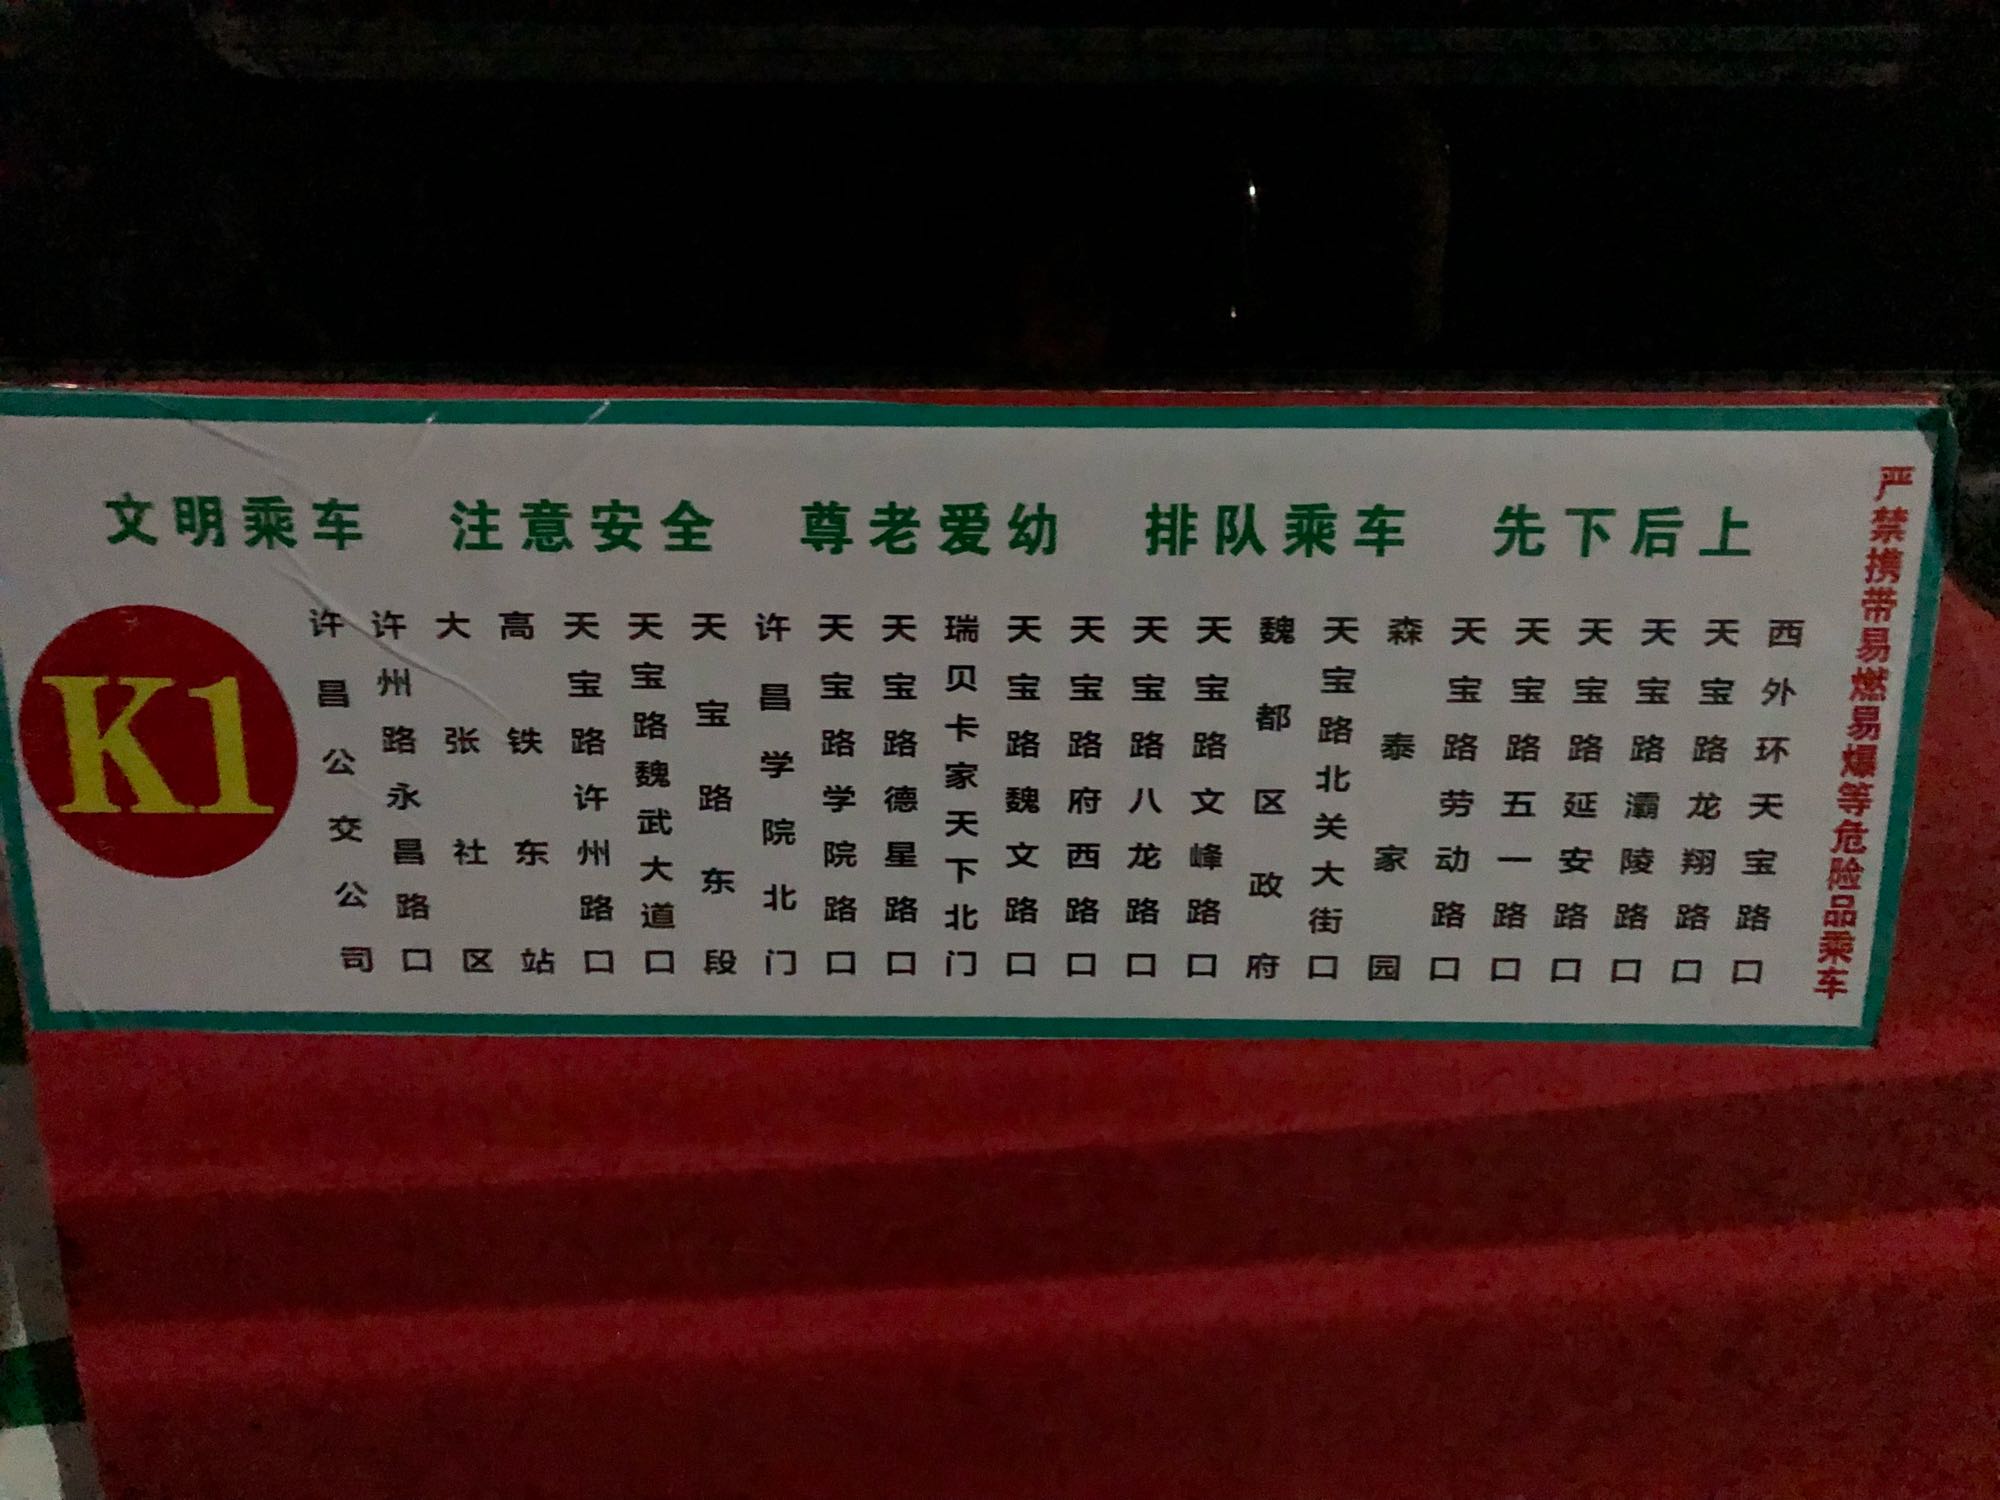 文明乘车 注意安全 尊老爱幼 排队乘车 先下后上
K1
许昌公交公司
许州路永昌路口
大张社区
高铁东站
天宝路许州路口
天宝路魏武大道口
天宝路东段
许昌学院北门
天宝路学院路口
天宝路德星路口
瑞贝卡家天下北门
天宝路魏文路口
天宝路府西路口
天宝路八龙路口
天宝路文峰路口
魏都区政府
天宝路北关大街口
森泰家园
天宝路劳动路口
天宝路五一路口
天宝路延安路口
天宝路灞陵路口
天宝路龙翔路口
西外环天宝路口
严禁携带易燃易爆等危险品乘车